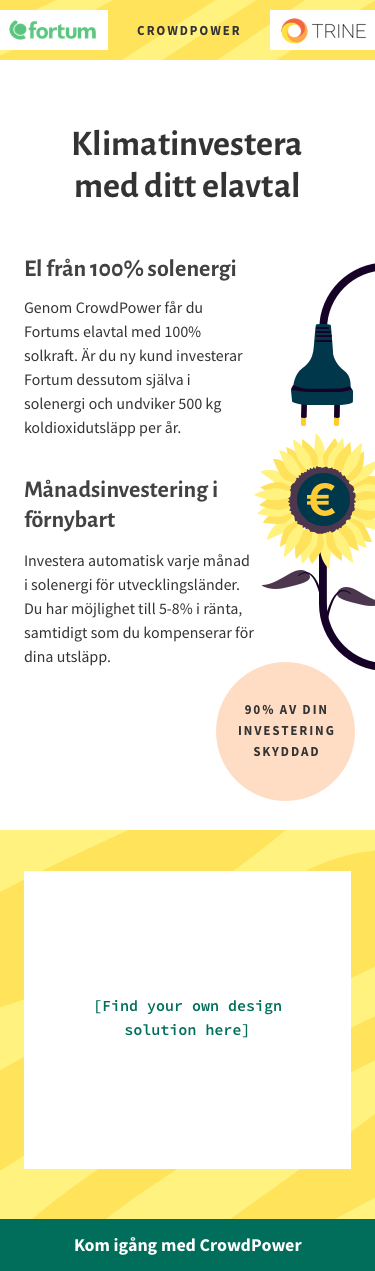 fortum
CROWDPOWER
TRINE
Klimatinvestera
med ditt elavtal
El från 100% solenergi
Genom CrowdPower får du
Fortums elavtal med 100%
solkraft. Är du ny kund investerar
Fortum dessutom själva i
solenergi och undviker 500 kg
koldioxidutsläpp per år.
€
Månadsinvestering i
förnybart
Investera automatisk varje månad
i solenergi för utvecklingsländer.
Du har möjlighet till 5-8% i ränta,
samtidigt som du kompenserar för
dina utsläpp.
90% AV DIN
INVESTERING
SKYDDAD
[Find your own design
solution here]
Kom igång med CrowdPower